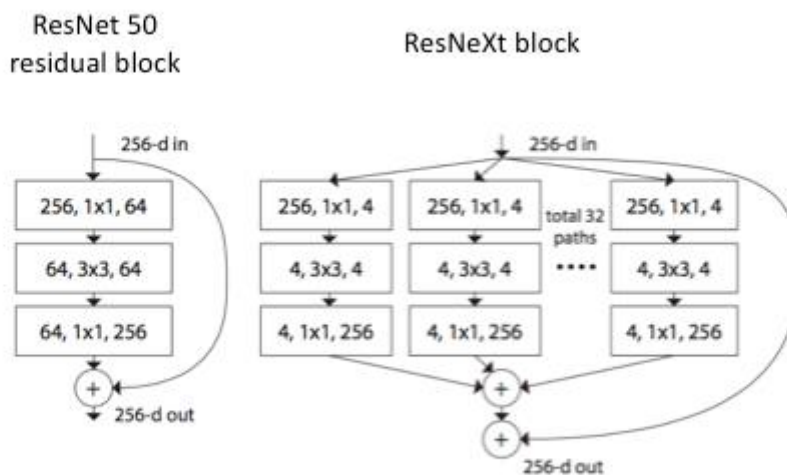 ResNet 50
residual block
256-d in
256, 1x1, 64
64, 3x3, 64
64, 1x1, 256
+
256-d out
ResNeXt block
256-d in
256, 1x1, 4
256, 1x1, 4
total 32
paths
256, 1x1, 4
4, 3x3, 4
4, 3x3, 4
....
4, 3x3, 4
4, 1x1, 256
4, 1x1, 256
4, 1x1, 256
+
+
256-d out